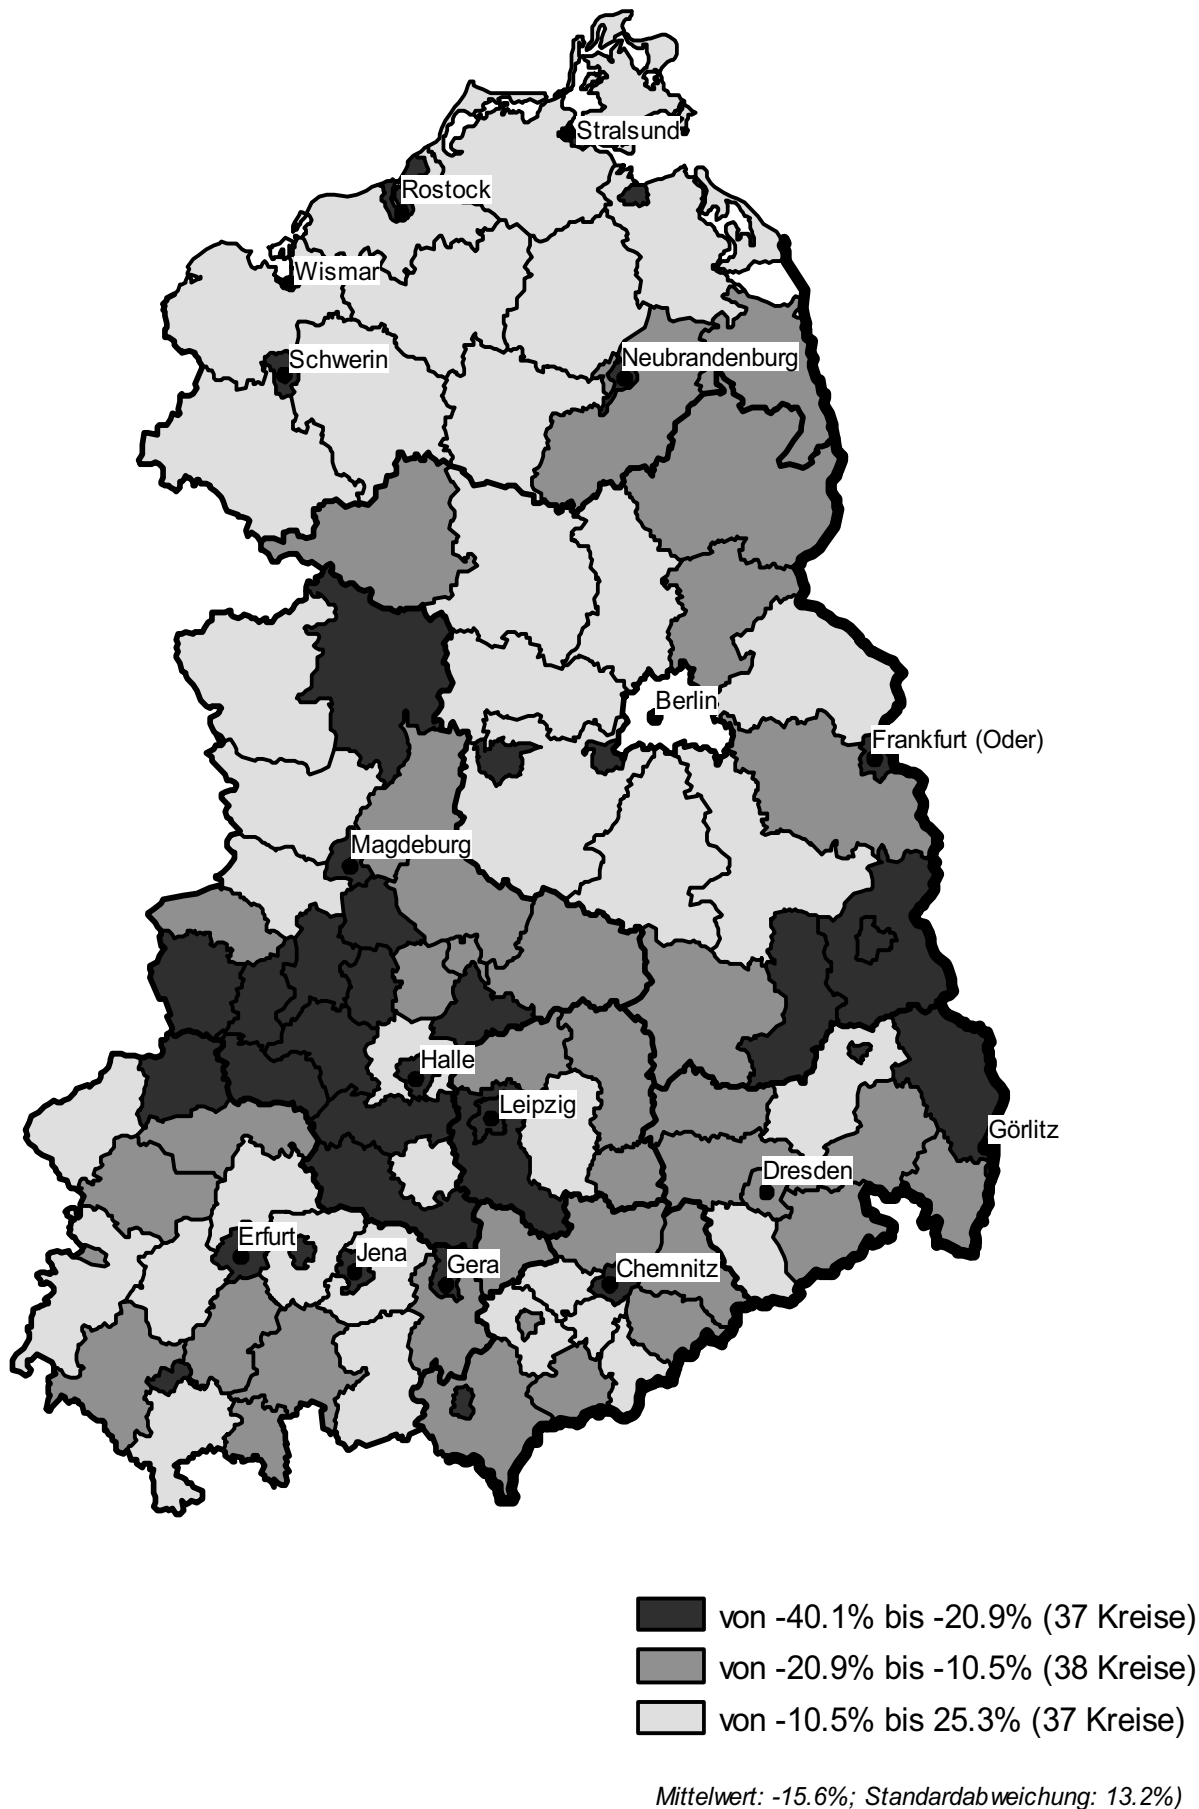 Stralsund
Rostock
Wismar
Schwerin
Neubrandenburg
Berlin
Frankfurt (Oder)
Magdeburg
Halle
Leipzig
Görlitz
Dresden
Erfurt
Jena
Gera
Chemnitz
von -40.1% bis -20.9% (37 Kreise)
von -20.9% bis -10.5% (38 Kreise)
von -10.5% bis 25.3% (37 Kreise)
Mittelwert: -15.6%; Standardabweichung: 13.2%)